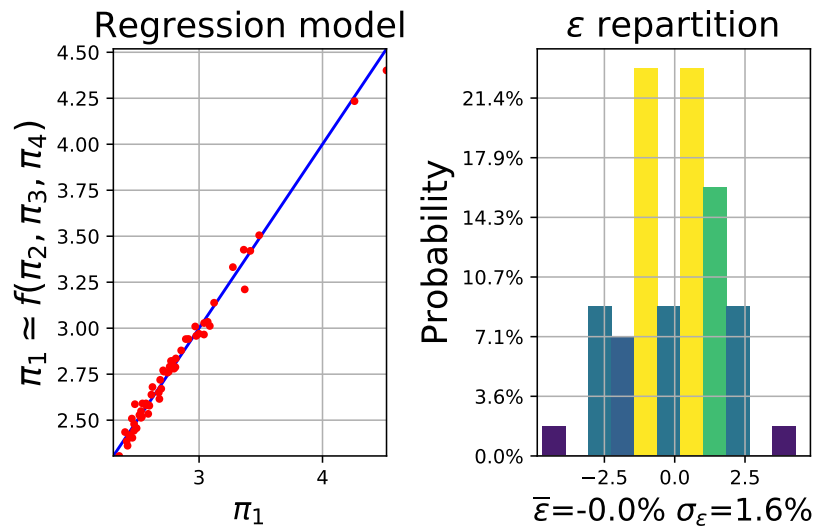 Regression model
4.50
4.25
4.00
3.75
3.50
3.25
3.00
2.75
2.50
3 4
π₁
π₁ ≃ f(π₂, π₃, π₄)
ε repartition
21.4%
17.9%
14.3%
10.7%
7.1%
3.6%
0.0%
−2.5 0.0 2.5
Probability
ε̅=-0.0% σ_ε=1.6%